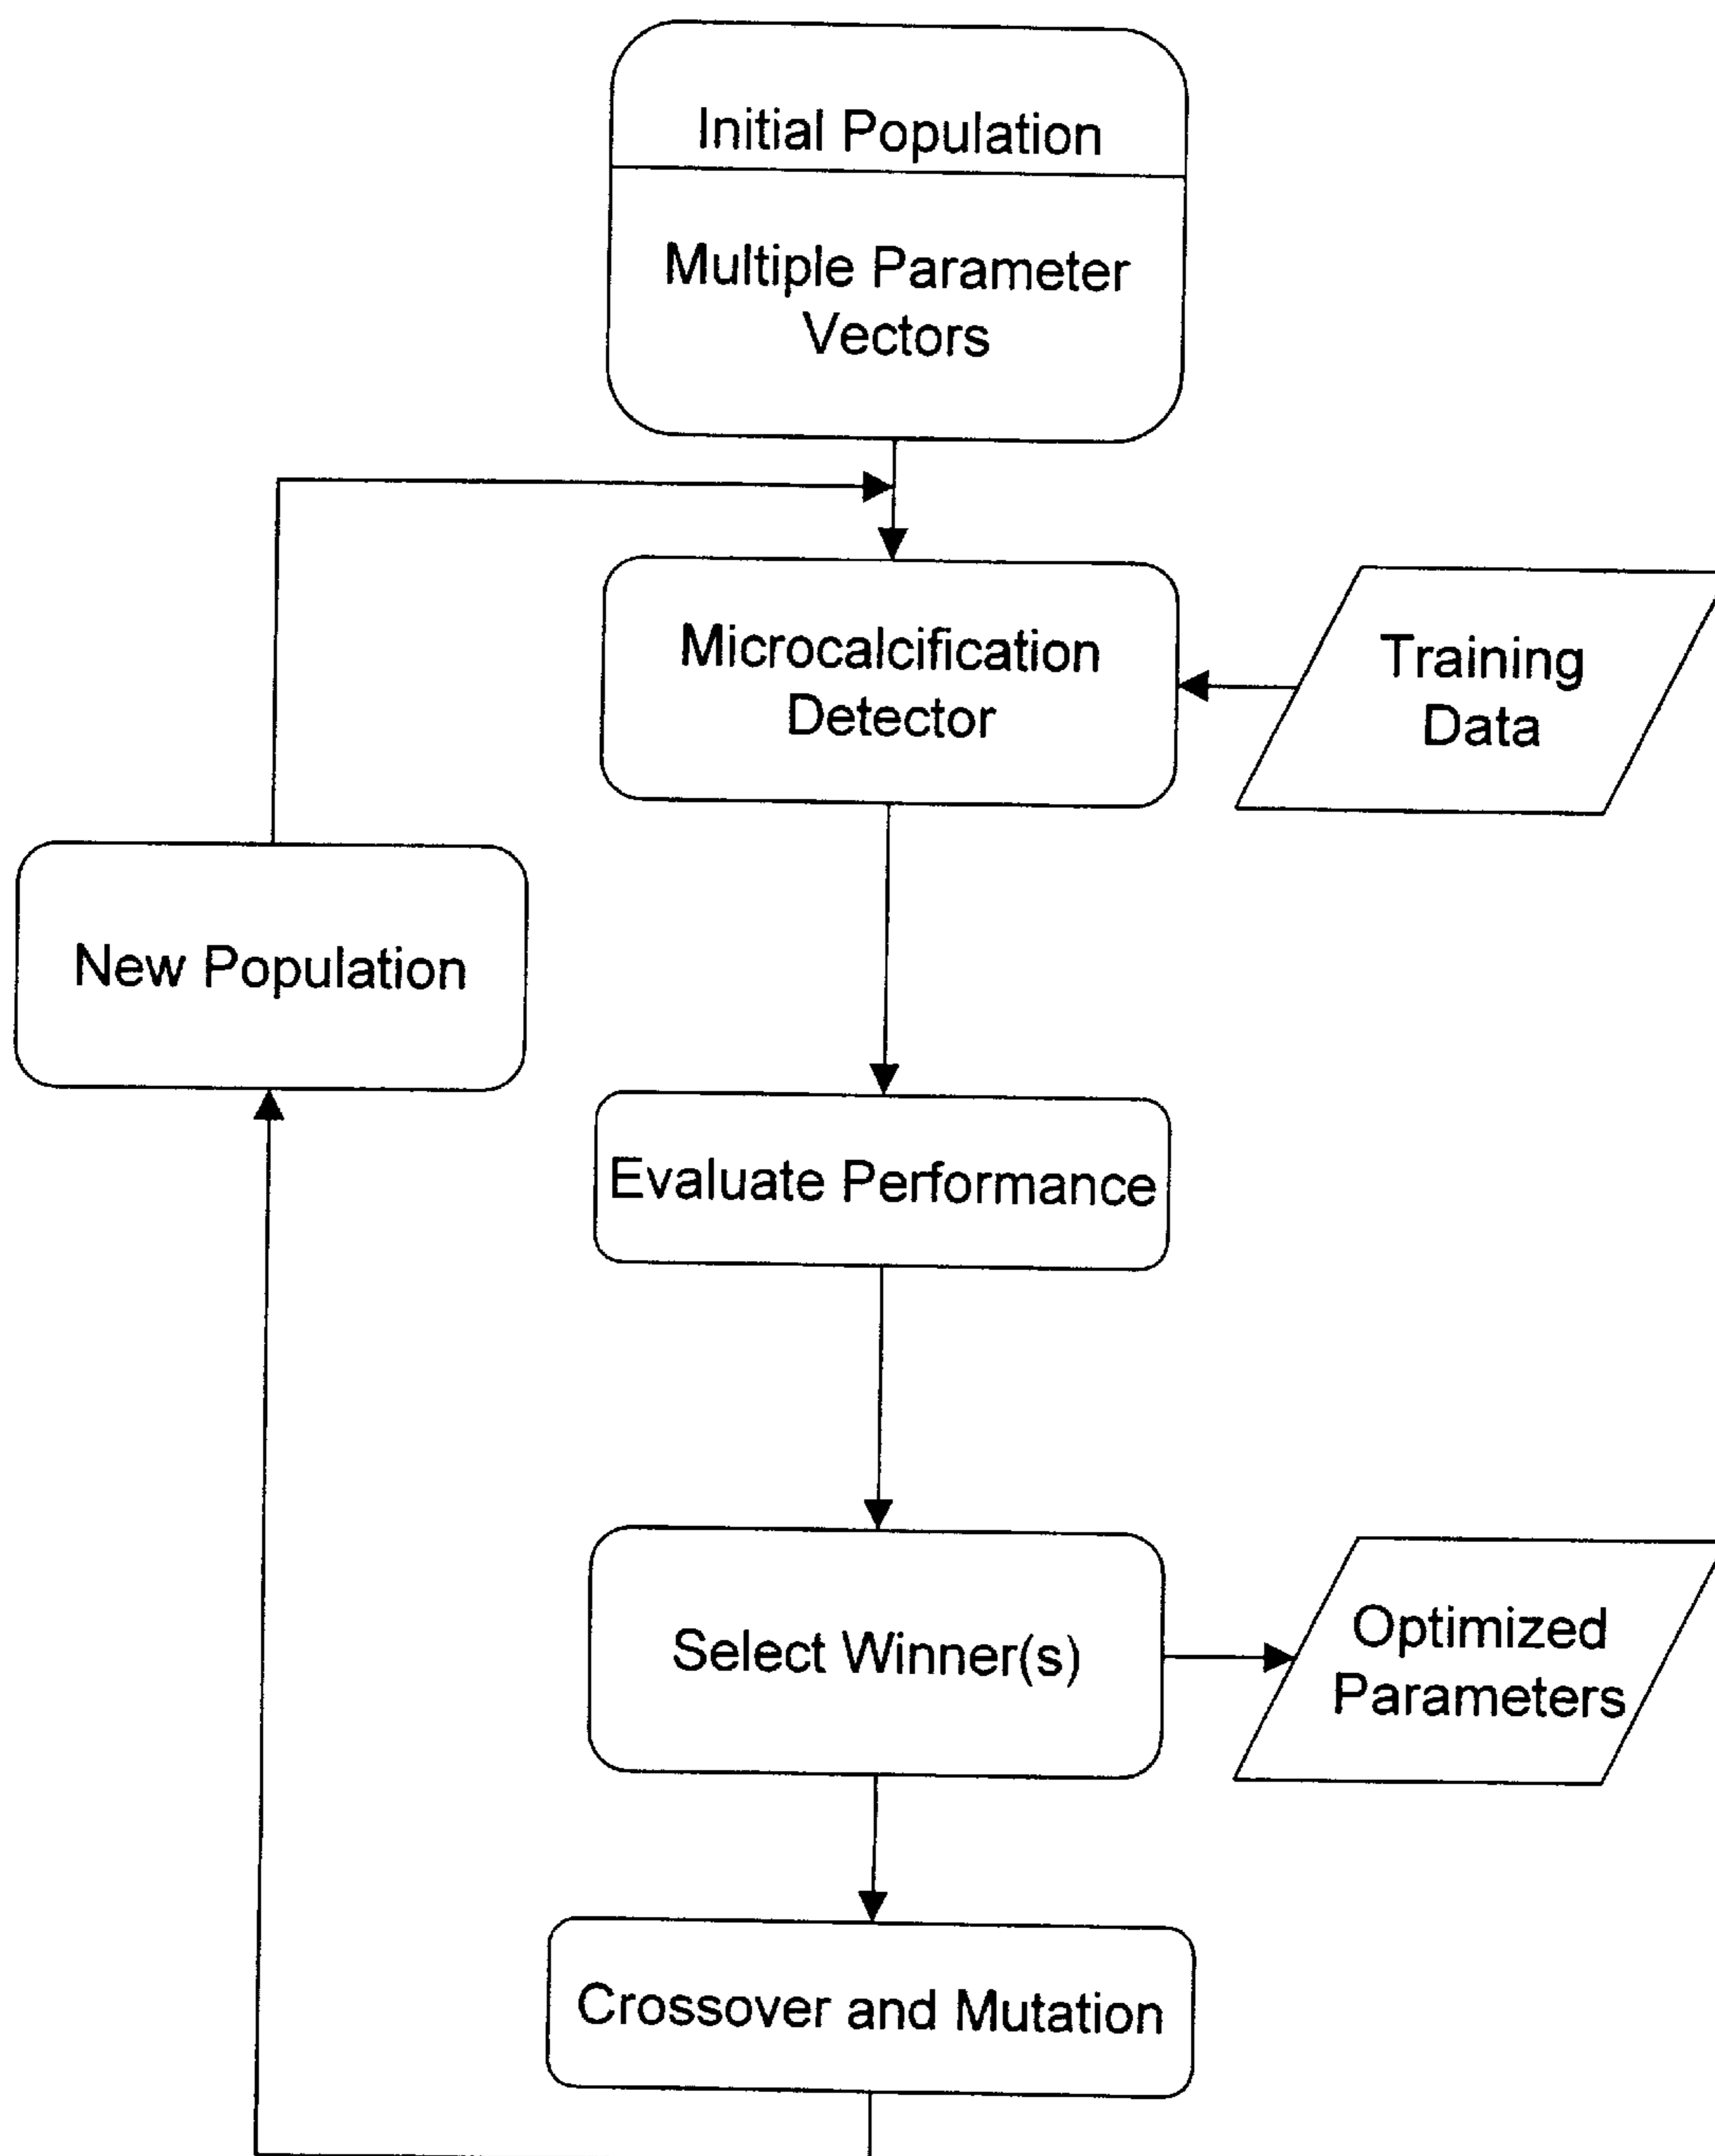 Initial Population
Multiple Parameter
Vectors
Microcalcification
Detector
Training
Data
New Population
Evaluate Performance
Select Winner(s)
Optimized
Parameters
Crossover and Mutation